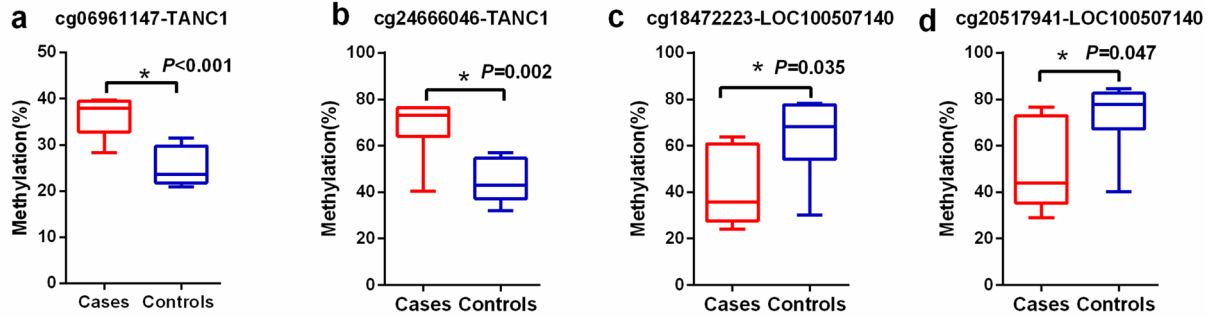 a cg06961147-TANC1
Methylation(%)
50
40
30
20
10
0
* P<0.001
Cases Controls
b cg24666046-TANC1
Methylation(%)
100
80
60
40
20
0
* P=0.002
Cases Controls
c cg18472223-LOC100507140
Methylation(%)
100
80
60
40
20
0
* P=0.035
Cases Controls
d cg20517941-LOC100507140
Methylation(%)
100
80
60
40
20
0
* P=0.047
Cases Controls